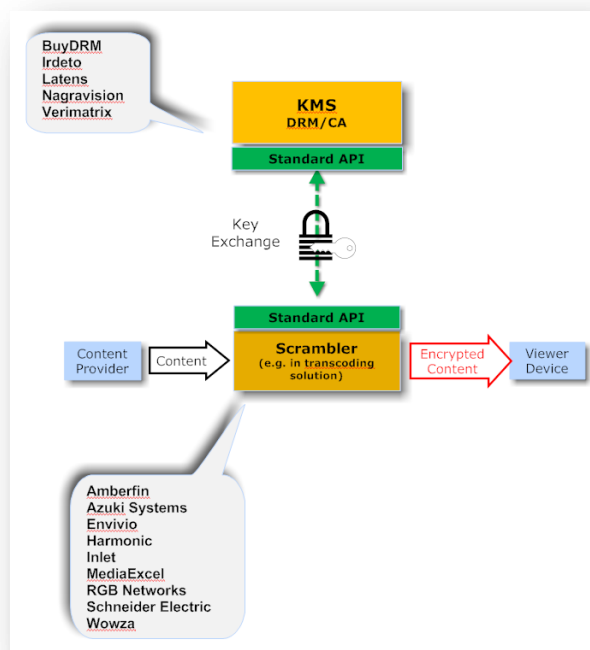 BuyDRM
Irdeto
Latens
Nagravision
Verimatrix
KMS
DRM/CA
Standard API
Key
Exchange
Standard API
Content
Provider
Content
Scrambler
(e.g. in transcoding
solution)
Encrypted
Content
Viewer
Device
Amberfin
Azuki Systems
Envivio
Harmonic
Inlet
MediaExcel
RGB Networks
Schneider Electric
Wowza